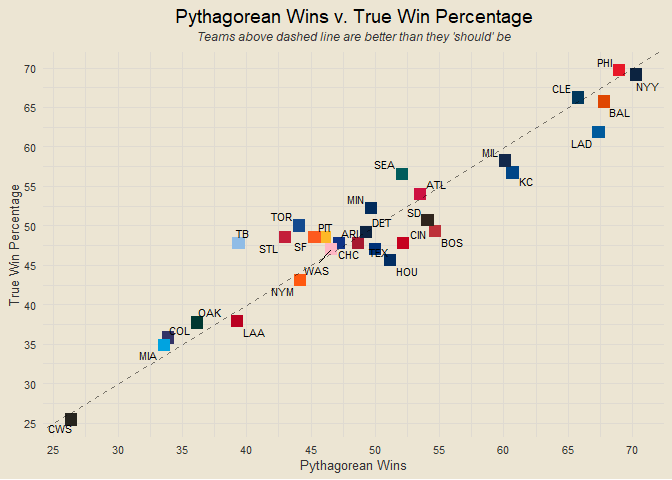 Pythagorean Wins v. True Win Percentage
Teams above dashed line are better than they 'should' be
True Win Percentage
70
65
60
55
50
45
40
35
30
25
PHI
NYY
CLE
BAL
LAD
MIL
KC
SEA
ATL
MIN
SD
TOR
DET
BOS
TB
PIT
ARI
CIN
STL
SF
CHC
TEX
WAS
HOU
NYM
OAK
COL
LAA
MIA
CWS
25 30 35 40 45 50 55 60 65 70
Pythagorean Wins